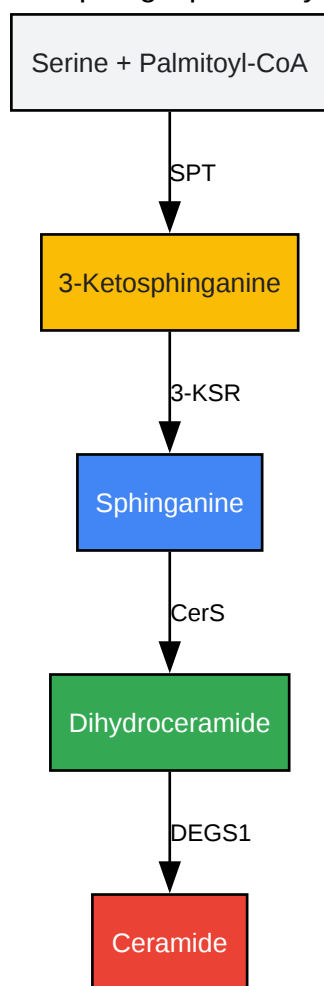 Serine + Palmitoyl-CoA
SPT
3-Ketosphinganine
3-KSR
Sphinganine
CerS
Dihydroceramide
DEGS1
Ceramide